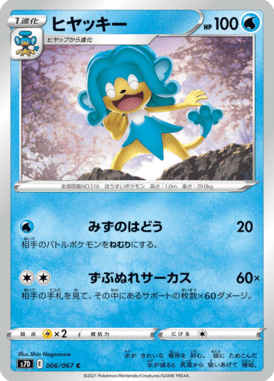 1進化 ヒヤッキー HP100
ヒヤップから進化
全国図鑑NO.516 ほうすいポケモン 高さ:1.0m 重さ:29.0kg
みずのはどう 20
相手のバトルポケモンをねむりにする。
ずぶぬれサーカス 60×
相手の手札を見て、その中にあるサポートの枚数×60ダメージ。
弱点 ×2 抵抗力 にげる
Illus. Shin Nagasawa
S7D E 006/067 C
©2021 Pokémon/Nintendo/Creatures/GAME FREAK.